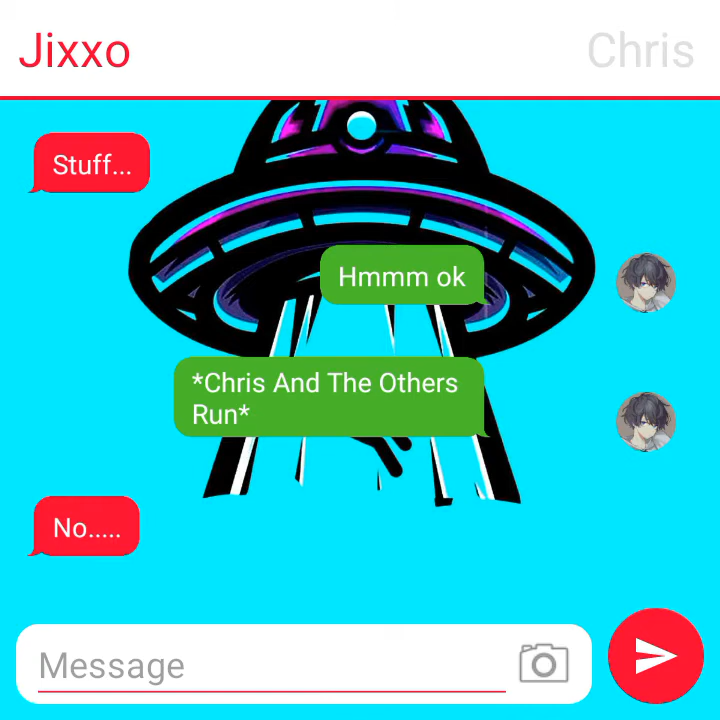 Jixxo
Chris
Stuff...
Hmmm ok
*Chris And The Others
Run*
No.....
Message